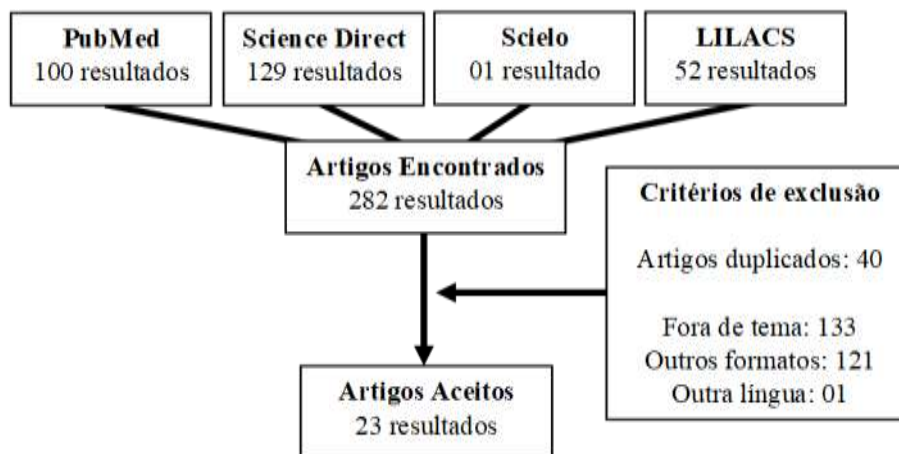 PubMed
100 resultados
Science Direct
129 resultados
Scielo
01 resultado
LILACS
52 resultados
Artigos Encontrados
282 resultados
Critérios de exclusão
Artigos duplicados: 40
Fora de tema: 133
Outros formatos: 121
Outra língua: 01
Artigos Aceitos
23 resultados